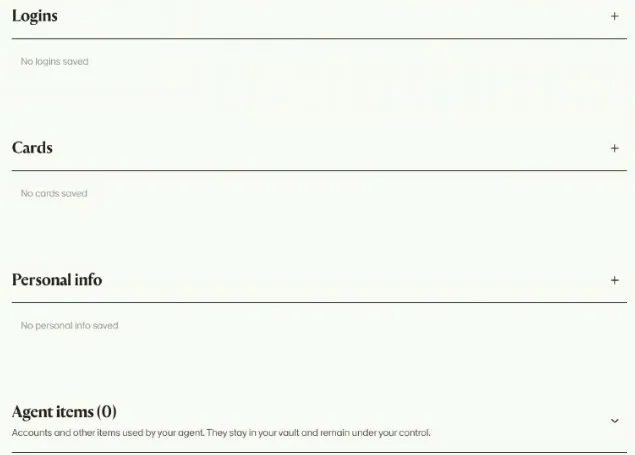 Logins
+
No logins saved
Cards
+
No cards saved
Personal info
+
No personal info saved
Agent items (0)
Accounts and other items used by your agent. They stay in your vault and remain under your control.